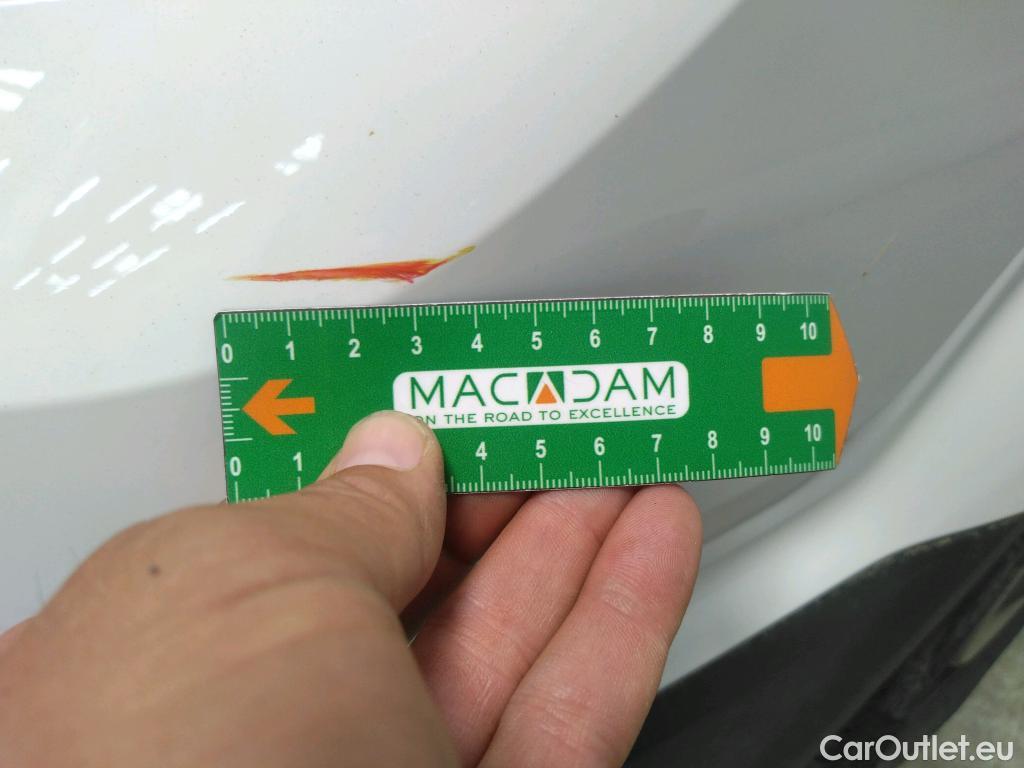 0 1 2 3 4 5 6 7 8 9 10
MACADAM
ON THE ROAD TO EXCELLENCE
0 1 4 5 6 7 8 9 10
CarOutlet.eu